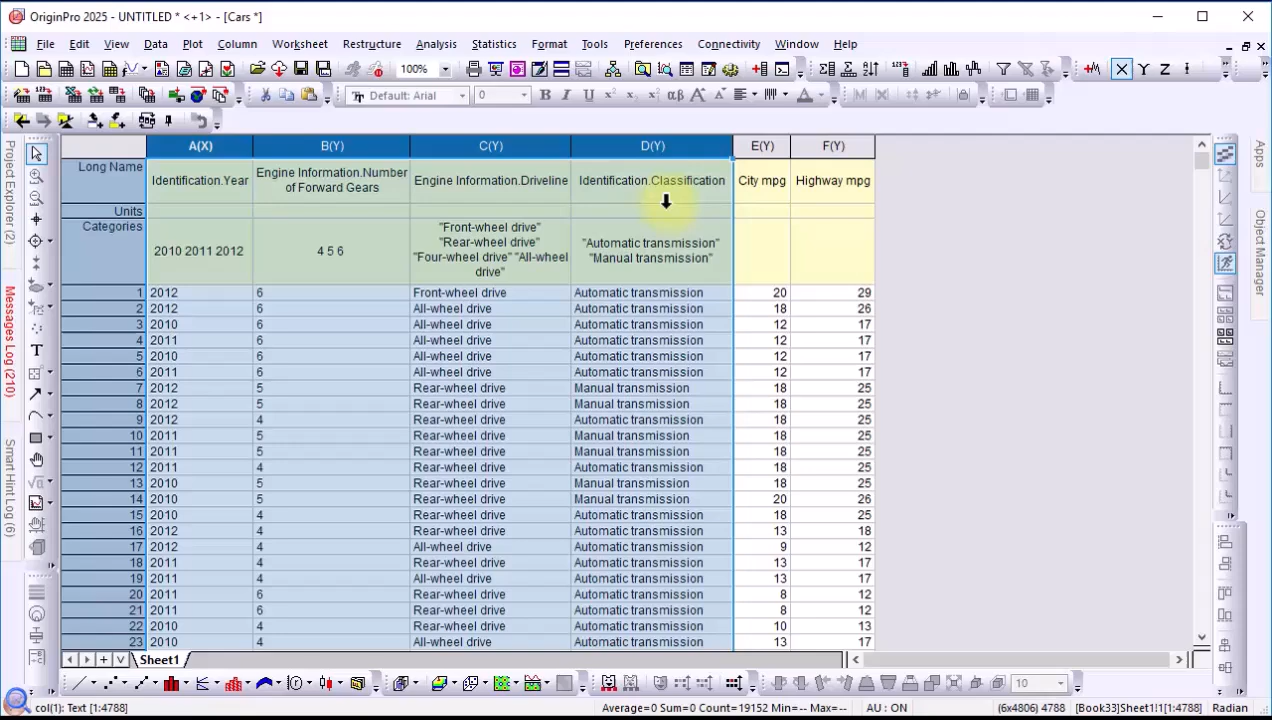 OriginPro 2025 - UNTITLED * <+1> - [Cars *]
File Edit View Data Plot Column Worksheet Restructure Analysis Statistics Format Tools Preferences Connectivity Window Help
100%
Default: Arial 0 B I U
10
Project Explorer (2)
Messages Log (210)
Smart Hint Log (6)
Apps
Object Manager
A(X) B(Y) C(Y) D(Y) E(Y) F(Y)
Long Name Identification.Year Engine Information.Number of Forward Gears Engine Information.Driveline Identification.Classification City mpg Highway mpg
Units
Categories 2010 2011 2012 4 5 6 "Front-wheel drive" "Rear-wheel drive" "Four-wheel drive" "All-wheel drive" "Automatic transmission" "Manual transmission"
1 2012 6 Front-wheel drive Automatic transmission 20 29
2 2012 6 All-wheel drive Automatic transmission 18 26
3 2010 6 All-wheel drive Automatic transmission 12 17
4 2011 6 All-wheel drive Automatic transmission 12 17
5 2010 6 All-wheel drive Automatic transmission 12 17
6 2011 6 All-wheel drive Automatic transmission 12 17
7 2012 5 Rear-wheel drive Manual transmission 18 25
8 2012 5 Rear-wheel drive Manual transmission 18 25
9 2012 4 Rear-wheel drive Automatic transmission 18 25
10 2011 5 Rear-wheel drive Manual transmission 18 25
11 2011 5 Rear-wheel drive Manual transmission 18 25
12 2011 4 Rear-wheel drive Automatic transmission 18 25
13 2010 5 Rear-wheel drive Manual transmission 18 25
14 2010 5 Rear-wheel drive Manual transmission 20 26
15 2010 4 Rear-wheel drive Automatic transmission 18 25
16 2012 4 Rear-wheel drive Automatic transmission 13 18
17 2012 4 All-wheel drive Automatic transmission 9 12
18 2011 4 Rear-wheel drive Automatic transmission 13 17
19 2011 4 All-wheel drive Automatic transmission 13 17
20 2011 6 Rear-wheel drive Automatic transmission 8 12
21 2011 6 Rear-wheel drive Automatic transmission 8 12
22 2010 4 Rear-wheel drive Automatic transmission 10 13
23 2010 4 All-wheel drive Automatic transmission 13 17
Sheet1
col(1): Text [1:4788] Average=0 Sum=0 Count=19152 Min=-- Max=-- AU : ON (6x4806) 4788 [Book33]Sheet1!1[1:4788] Radian